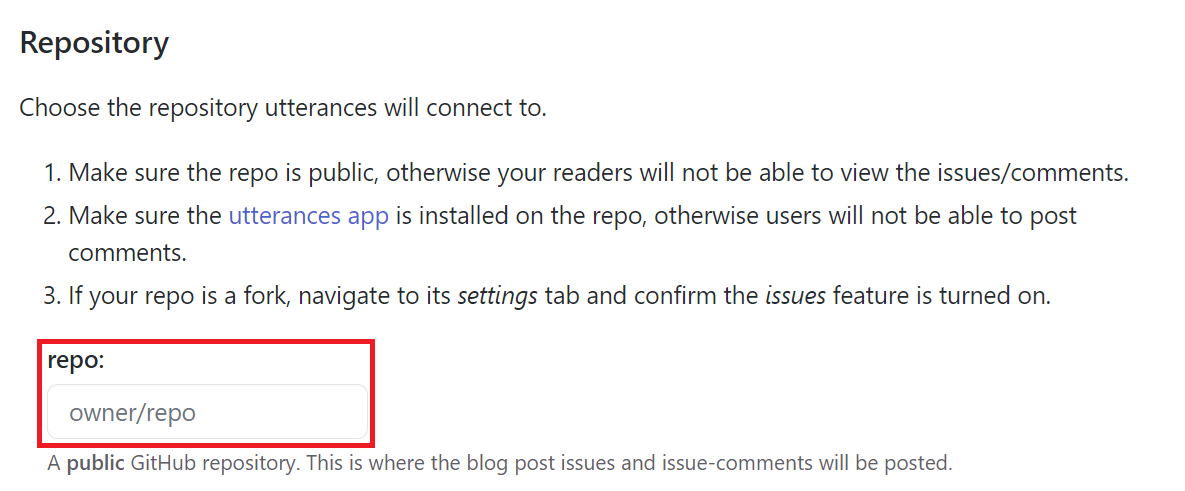 Repository
Choose the repository utterances will connect to.
1. Make sure the repo is public, otherwise your readers will not be able to view the issues/comments.
2. Make sure the utterances app is installed on the repo, otherwise users will not be able to post
comments.
3. If your repo is a fork, navigate to its settings tab and confirm the issues feature is turned on.
repo:
owner/repo
A public GitHub repository. This is where the blog post issues and issue-comments will be posted.